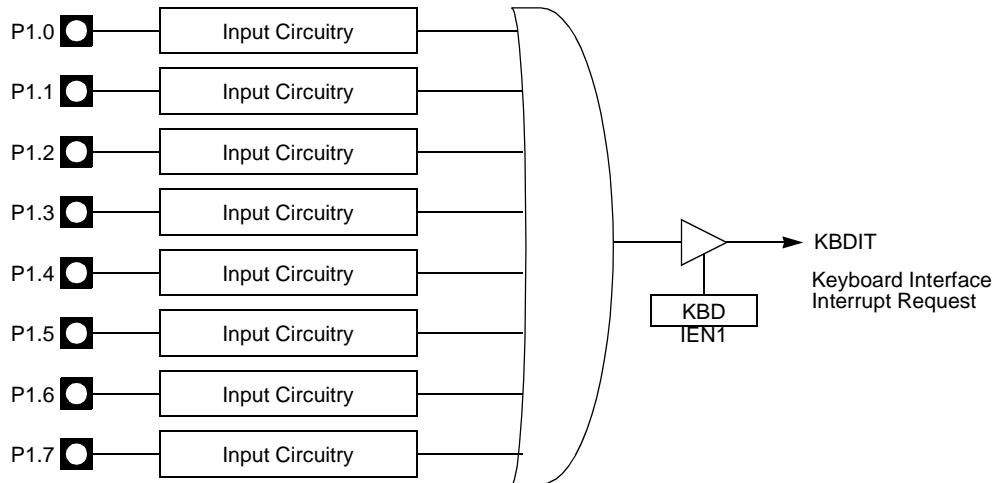 P1.0 Input Circuitry
P1.1 Input Circuitry
P1.2 Input Circuitry
P1.3 Input Circuitry
P1.4 Input Circuitry
P1.5 Input Circuitry
P1.6 Input Circuitry
P1.7 Input Circuitry
KBDIT
Keyboard Interface
Interrupt Request
KBD
IEN1